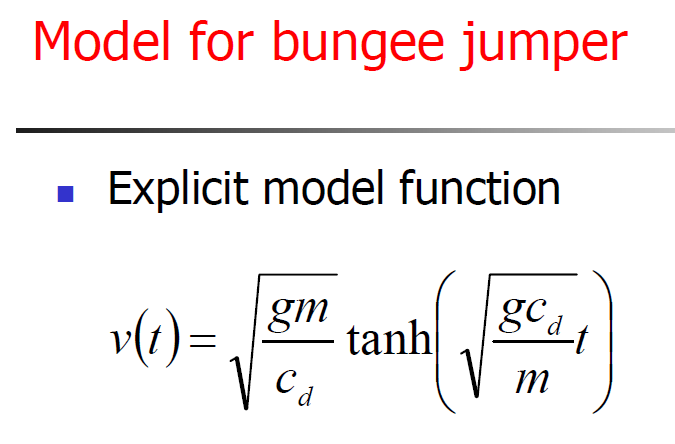 Model for bungee jumper
Explicit model function
v(t) = √(gm/c_d) tanh(√(gc_d/m) t)